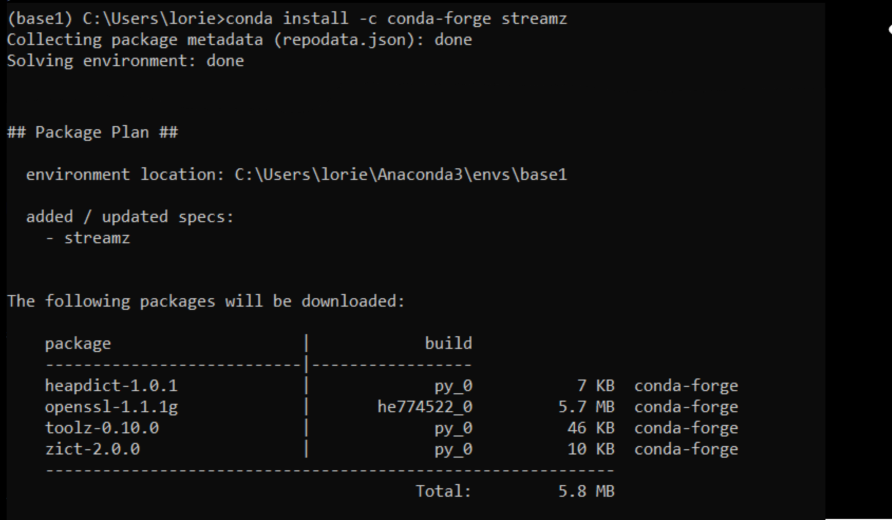 (base1) C:\Users\lorie>conda install -c conda-forge streamz
Collecting package metadata (repodata.json): done
Solving environment: done
## Package Plan ##
environment location: C:\Users\lorie\Anaconda3\envs\base1
added / updated specs:
- streamz
The following packages will be downloaded:
package | build
---------------------------|-----------------
heapdict-1.0.1 | py_0 7 KB conda-forge
openssl-1.1.1g | he774522_0 5.7 MB conda-forge
toolz-0.10.0 | py_0 46 KB conda-forge
zict-2.0.0 | py_0 10 KB conda-forge
------------------------------------------------------------
Total: 5.8 MB